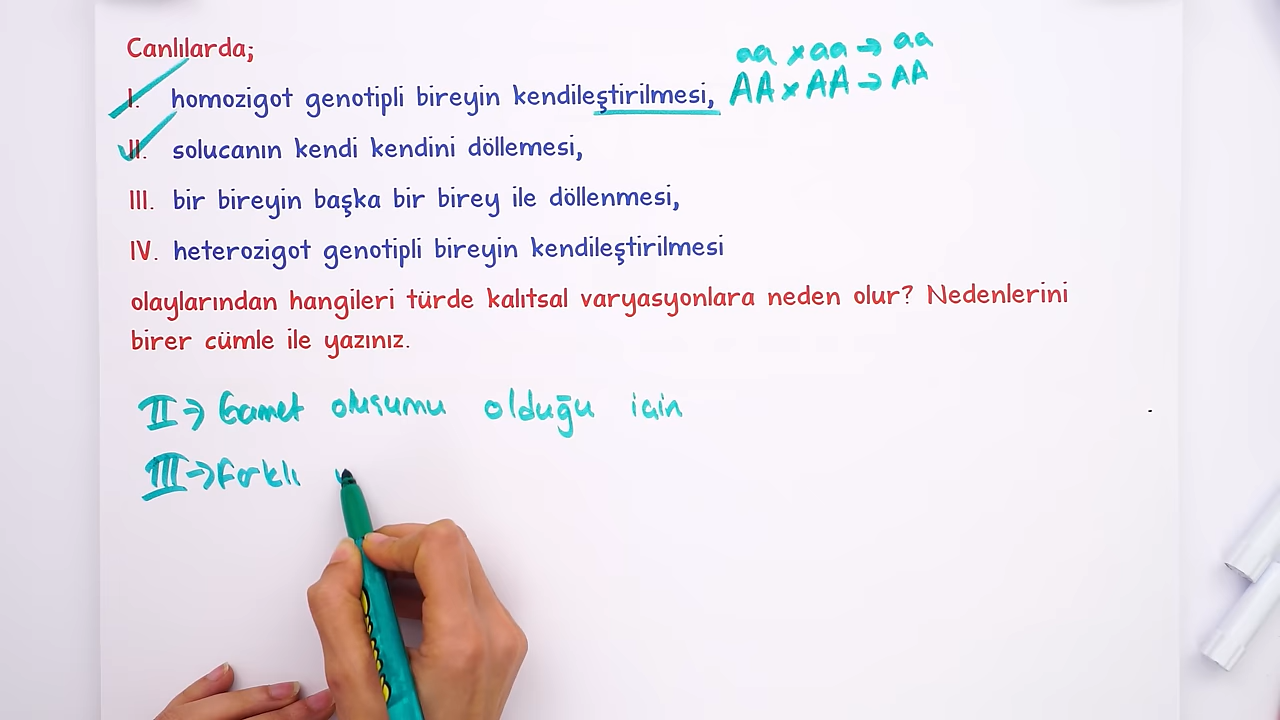 Canlılarda;
aa x aa → aa
I. homozigot genotipli bireyin kendileştirilmesi,
AA x AA → AA
II. solucanın kendi kendini döllemesi,
III. bir bireyin başka bir birey ile döllenmesi,
IV. heterozigot genotipli bireyin kendileştirilmesi
olaylarından hangileri türde kalıtsal varyasyonlara neden olur? Nedenlerini
birer cümle ile yazınız.
II → Gamet oluşumu olduğu için
III → Farklı